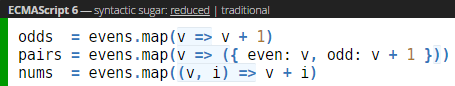 ECMAScript 6 — syntactic sugar: reduced | traditional
odds  = evens.map(v => v + 1)
pairs = evens.map(v => ({ even: v, odd: v + 1 }))
nums  = evens.map((v, i) => v + i)